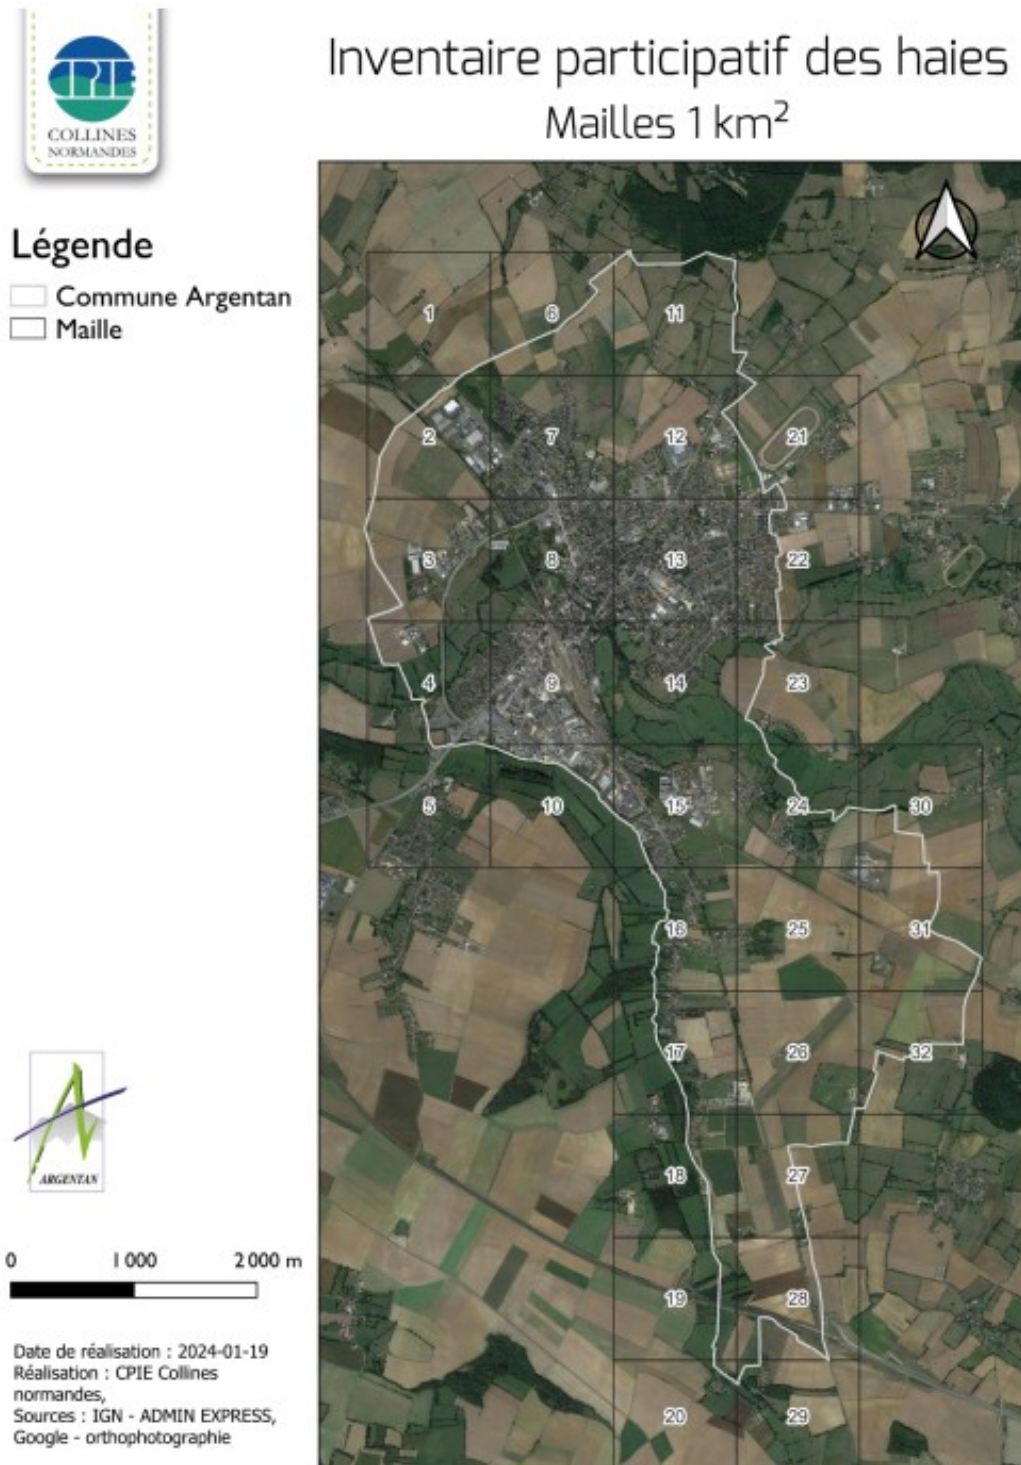 CPIE
COLLINES
NORMANDES
Inventaire participatif des haies
Mailles 1 km²
Légende
Commune Argentan
Maille
1
6
11
2
7
12
21
3
8
13
22
4
9
14
23
5
10
15
24
30
16
25
31
17
26
32
18
27
19
28
20
29
ARGENTAN
0 1 000 2 000 m
Date de réalisation : 2024-01-19
Réalisation : CPIE Collines
normandes,
Sources : IGN - ADMIN EXPRESS,
Google - orthophotographie